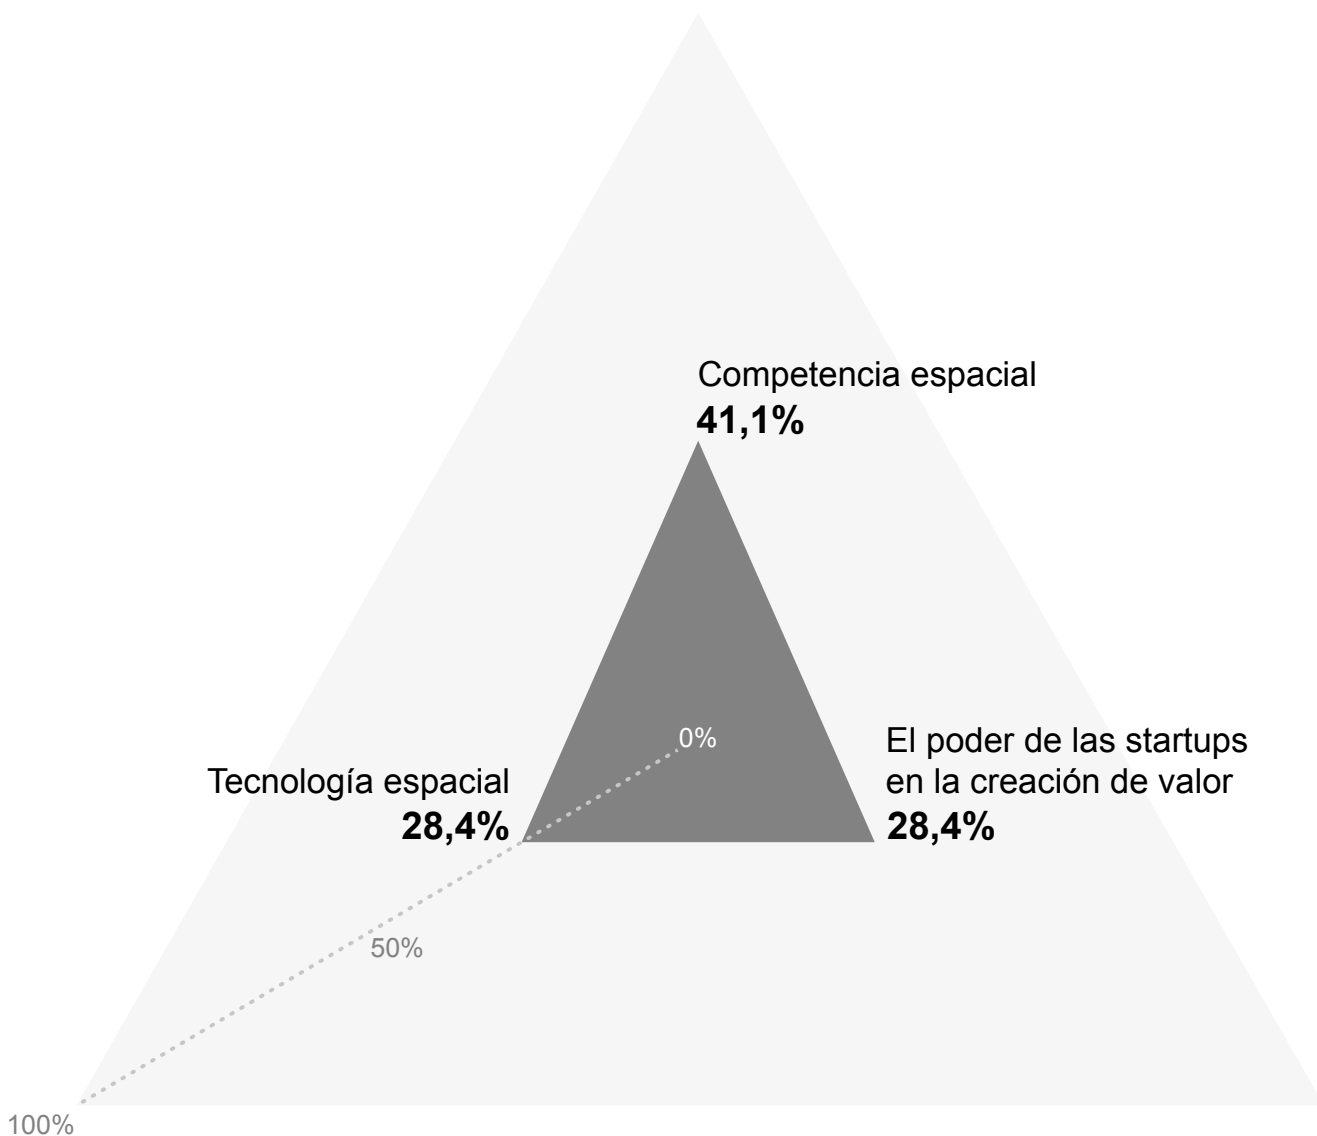 Competencia espacial
41,1%
0%
Tecnología espacial
28,4%
El poder de las startups
en la creación de valor
28,4%
50%
100%